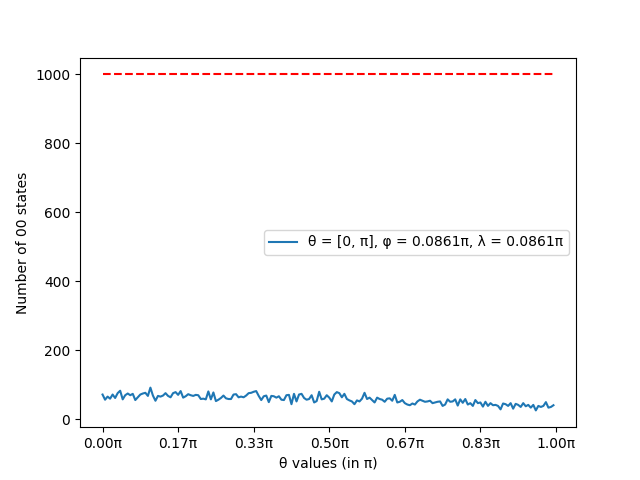 1000
800
600
400
200
0
Number of 00 states
θ = [0, π], φ = 0.0861π, λ = 0.0861π
0.00π 0.17π 0.33π 0.50π 0.67π 0.83π 1.00π
θ values (in π)